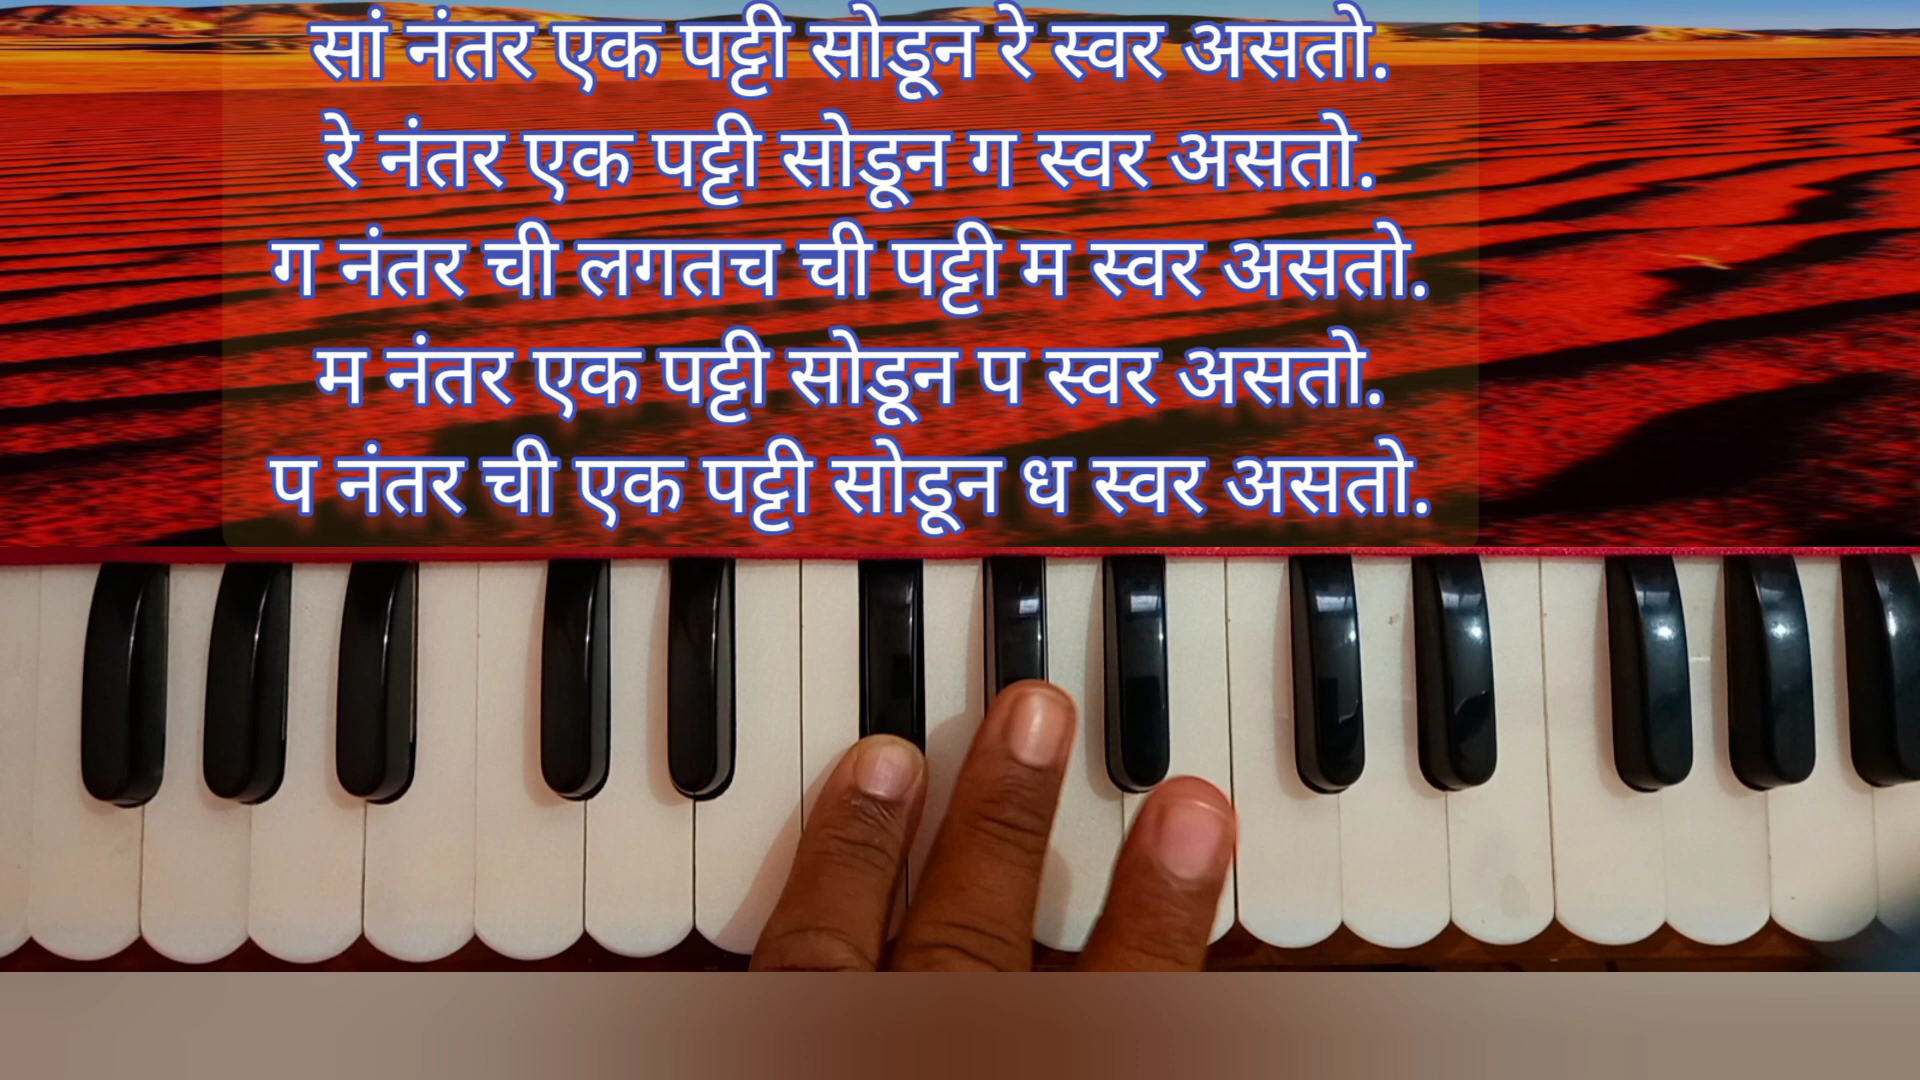 सां नंतर एक पट्टी सोडून रे स्वर असतो.
रे नंतर एक पट्टी सोडून ग स्वर असतो.
ग नंतर ची लगतच ची पट्टी म स्वर असतो.
म नंतर एक पट्टी सोडून प स्वर असतो.
प नंतर ची एक पट्टी सोडून ध स्वर असतो.